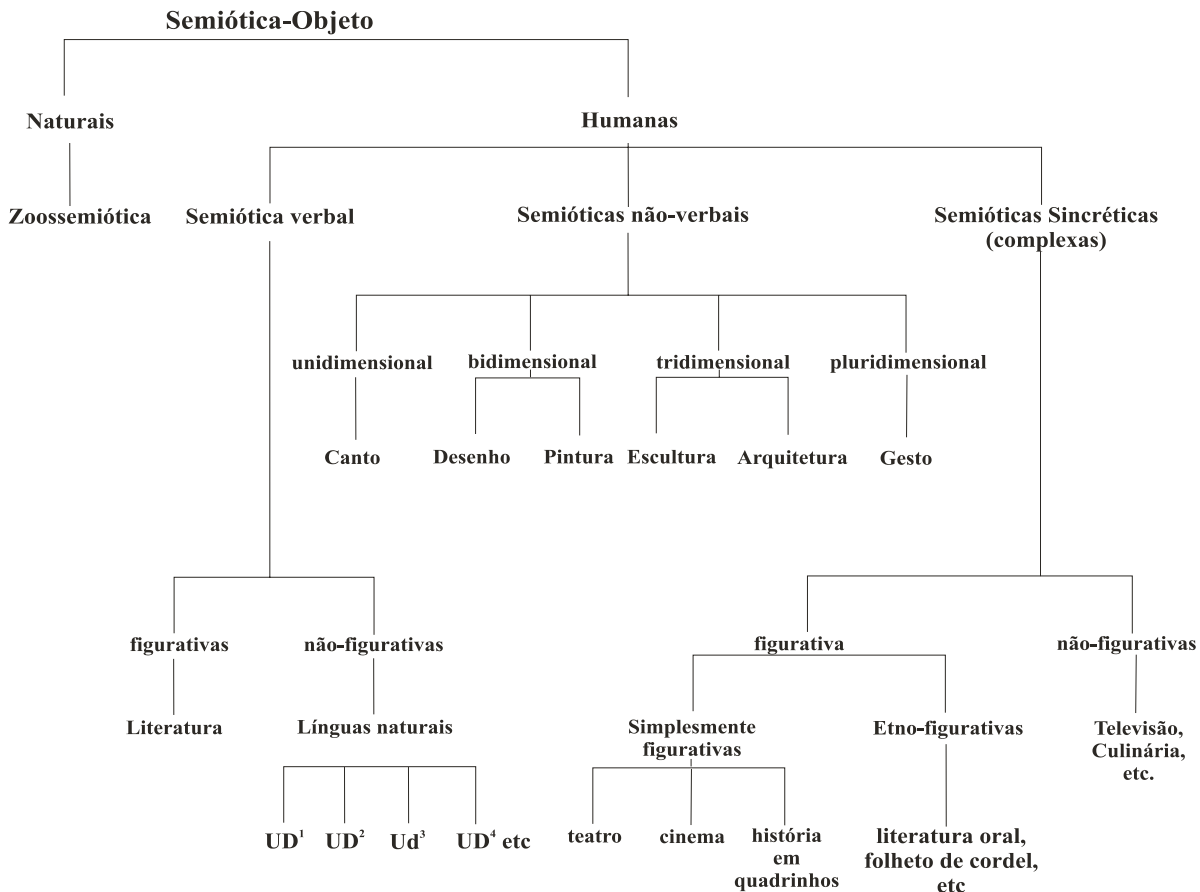 Semiótica-Objeto
Naturais
Humanas
Zoossemiótica
Semiótica verbal
Semióticas não-verbais
Semióticas Sincréticas
(complexas)
unidimensional
bidimensional
tridimensional
pluridimensional
Canto
Desenho
Pintura
Escultura
Arquitetura
Gesto
figurativas
não-figurativas
figurativa
não-figurativas
Literatura
Línguas naturais
Simplesmente
figurativas
Etno-figurativas
Televisão,
Culinária,
etc.
UD¹
UD²
Ud³
UD⁴ etc
teatro
cinema
história
em
quadrinhos
literatura oral,
folheto de cordel,
etc